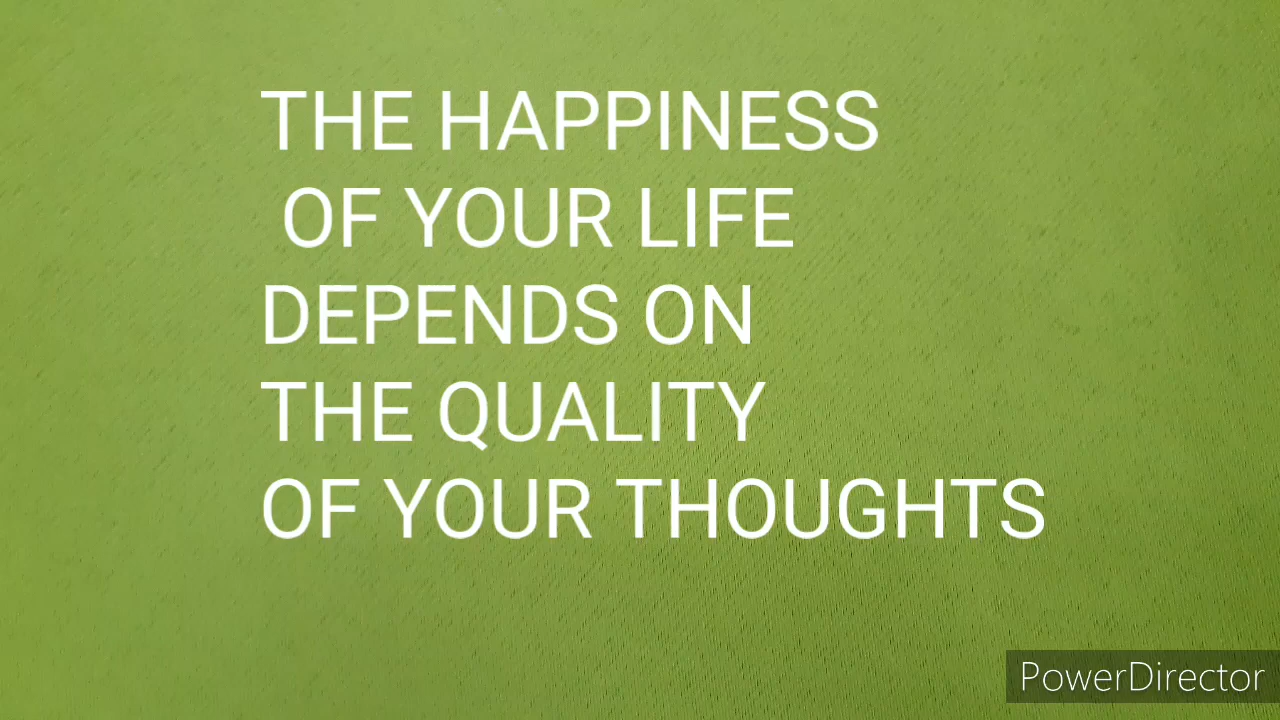 THE HAPPINESS
OF YOUR LIFE
DEPENDS ON
THE QUALITY
OF YOUR THOUGHTS
PowerDirector